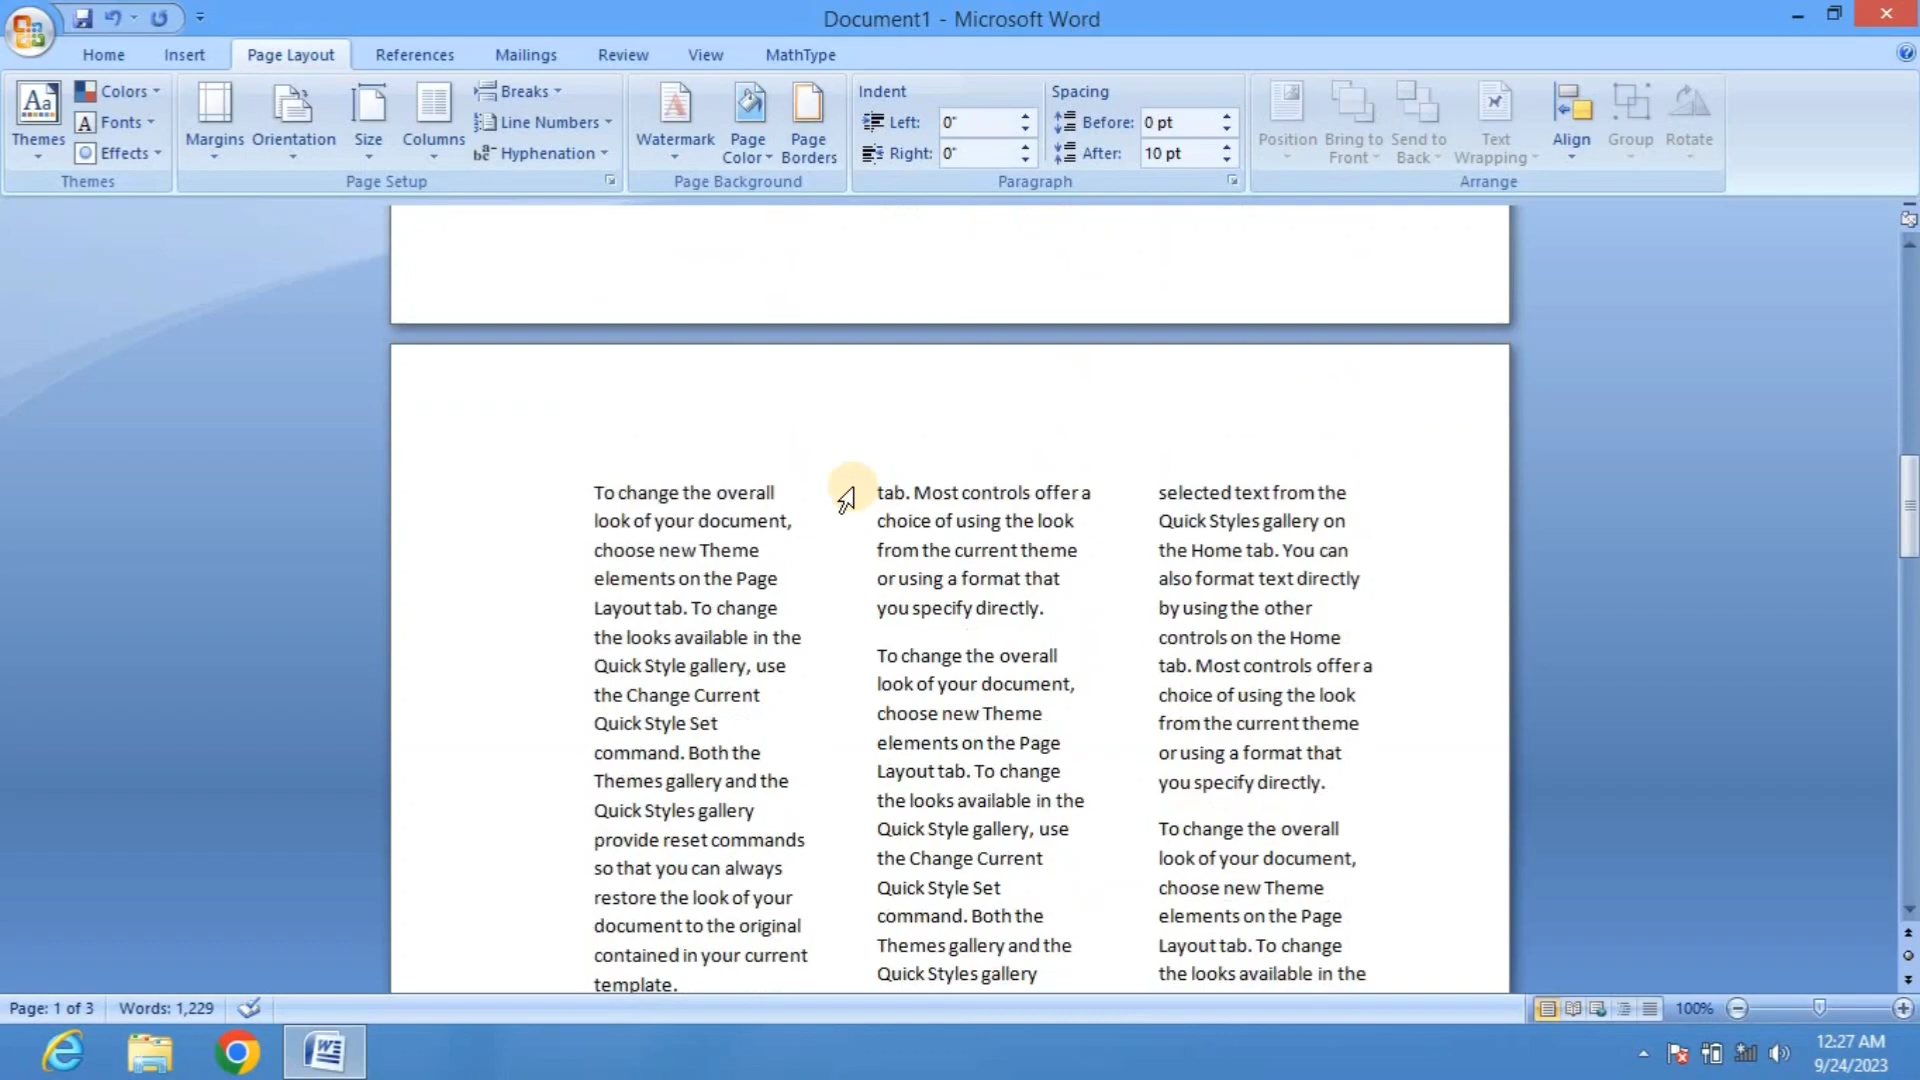 Document1 - Microsoft Word
Home Insert Page Layout References Mailings Review View MathType
Themes
Colors
Fonts
Effects
Themes
Margins
Orientation
Size
Columns
Breaks
Line Numbers
Hyphenation
Page Setup
Watermark
Page
Color
Page
Borders
Page Background
Indent
Left: 0"
Right: 0"
Spacing
Before: 0 pt
After: 10 pt
Paragraph
Position
Bring to
Front
Send to
Back
Text
Wrapping
Align
Group
Rotate
Arrange
To change the overall
look of your document,
choose new Theme
elements on the Page
Layout tab. To change
the looks available in the
Quick Style gallery, use
the Change Current
Quick Style Set
command. Both the
Themes gallery and the
Quick Styles gallery
provide reset commands
so that you can always
restore the look of your
document to the original
contained in your current
template.
tab. Most controls offer a
choice of using the look
from the current theme
or using a format that
you specify directly.
To change the overall
look of your document,
choose new Theme
elements on the Page
Layout tab. To change
the looks available in the
Quick Style gallery, use
the Change Current
Quick Style Set
command. Both the
Themes gallery and the
Quick Styles gallery
selected text from the
Quick Styles gallery on
the Home tab. You can
also format text directly
by using the other
controls on the Home
tab. Most controls offer a
choice of using the look
from the current theme
or using a format that
you specify directly.
To change the overall
look of your document,
choose new Theme
elements on the Page
Layout tab. To change
the looks available in the
Page: 1 of 3 Words: 1,229 100%
12:27 AM
9/24/2023